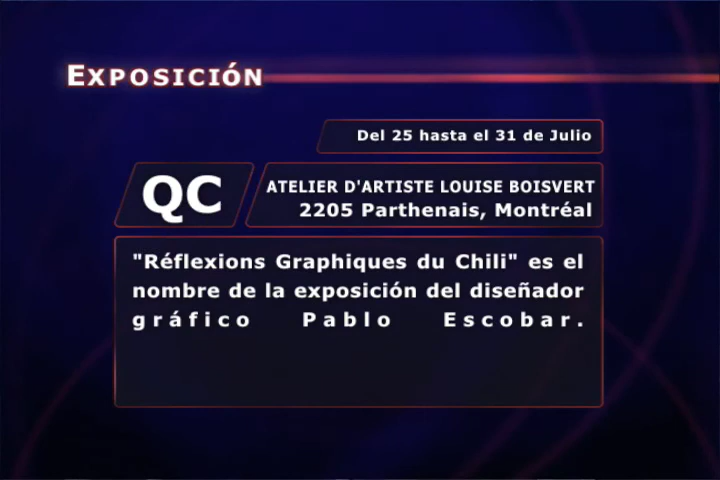 EXPOSICIÓN
Del 25 hasta el 31 de Julio
QC
ATELIER D'ARTISTE LOUISE BOISVERT
2205 Parthenais, Montréal
"Réflexions Graphiques du Chili" es el
nombre de la exposición del diseñador
gráfico Pablo Escobar.